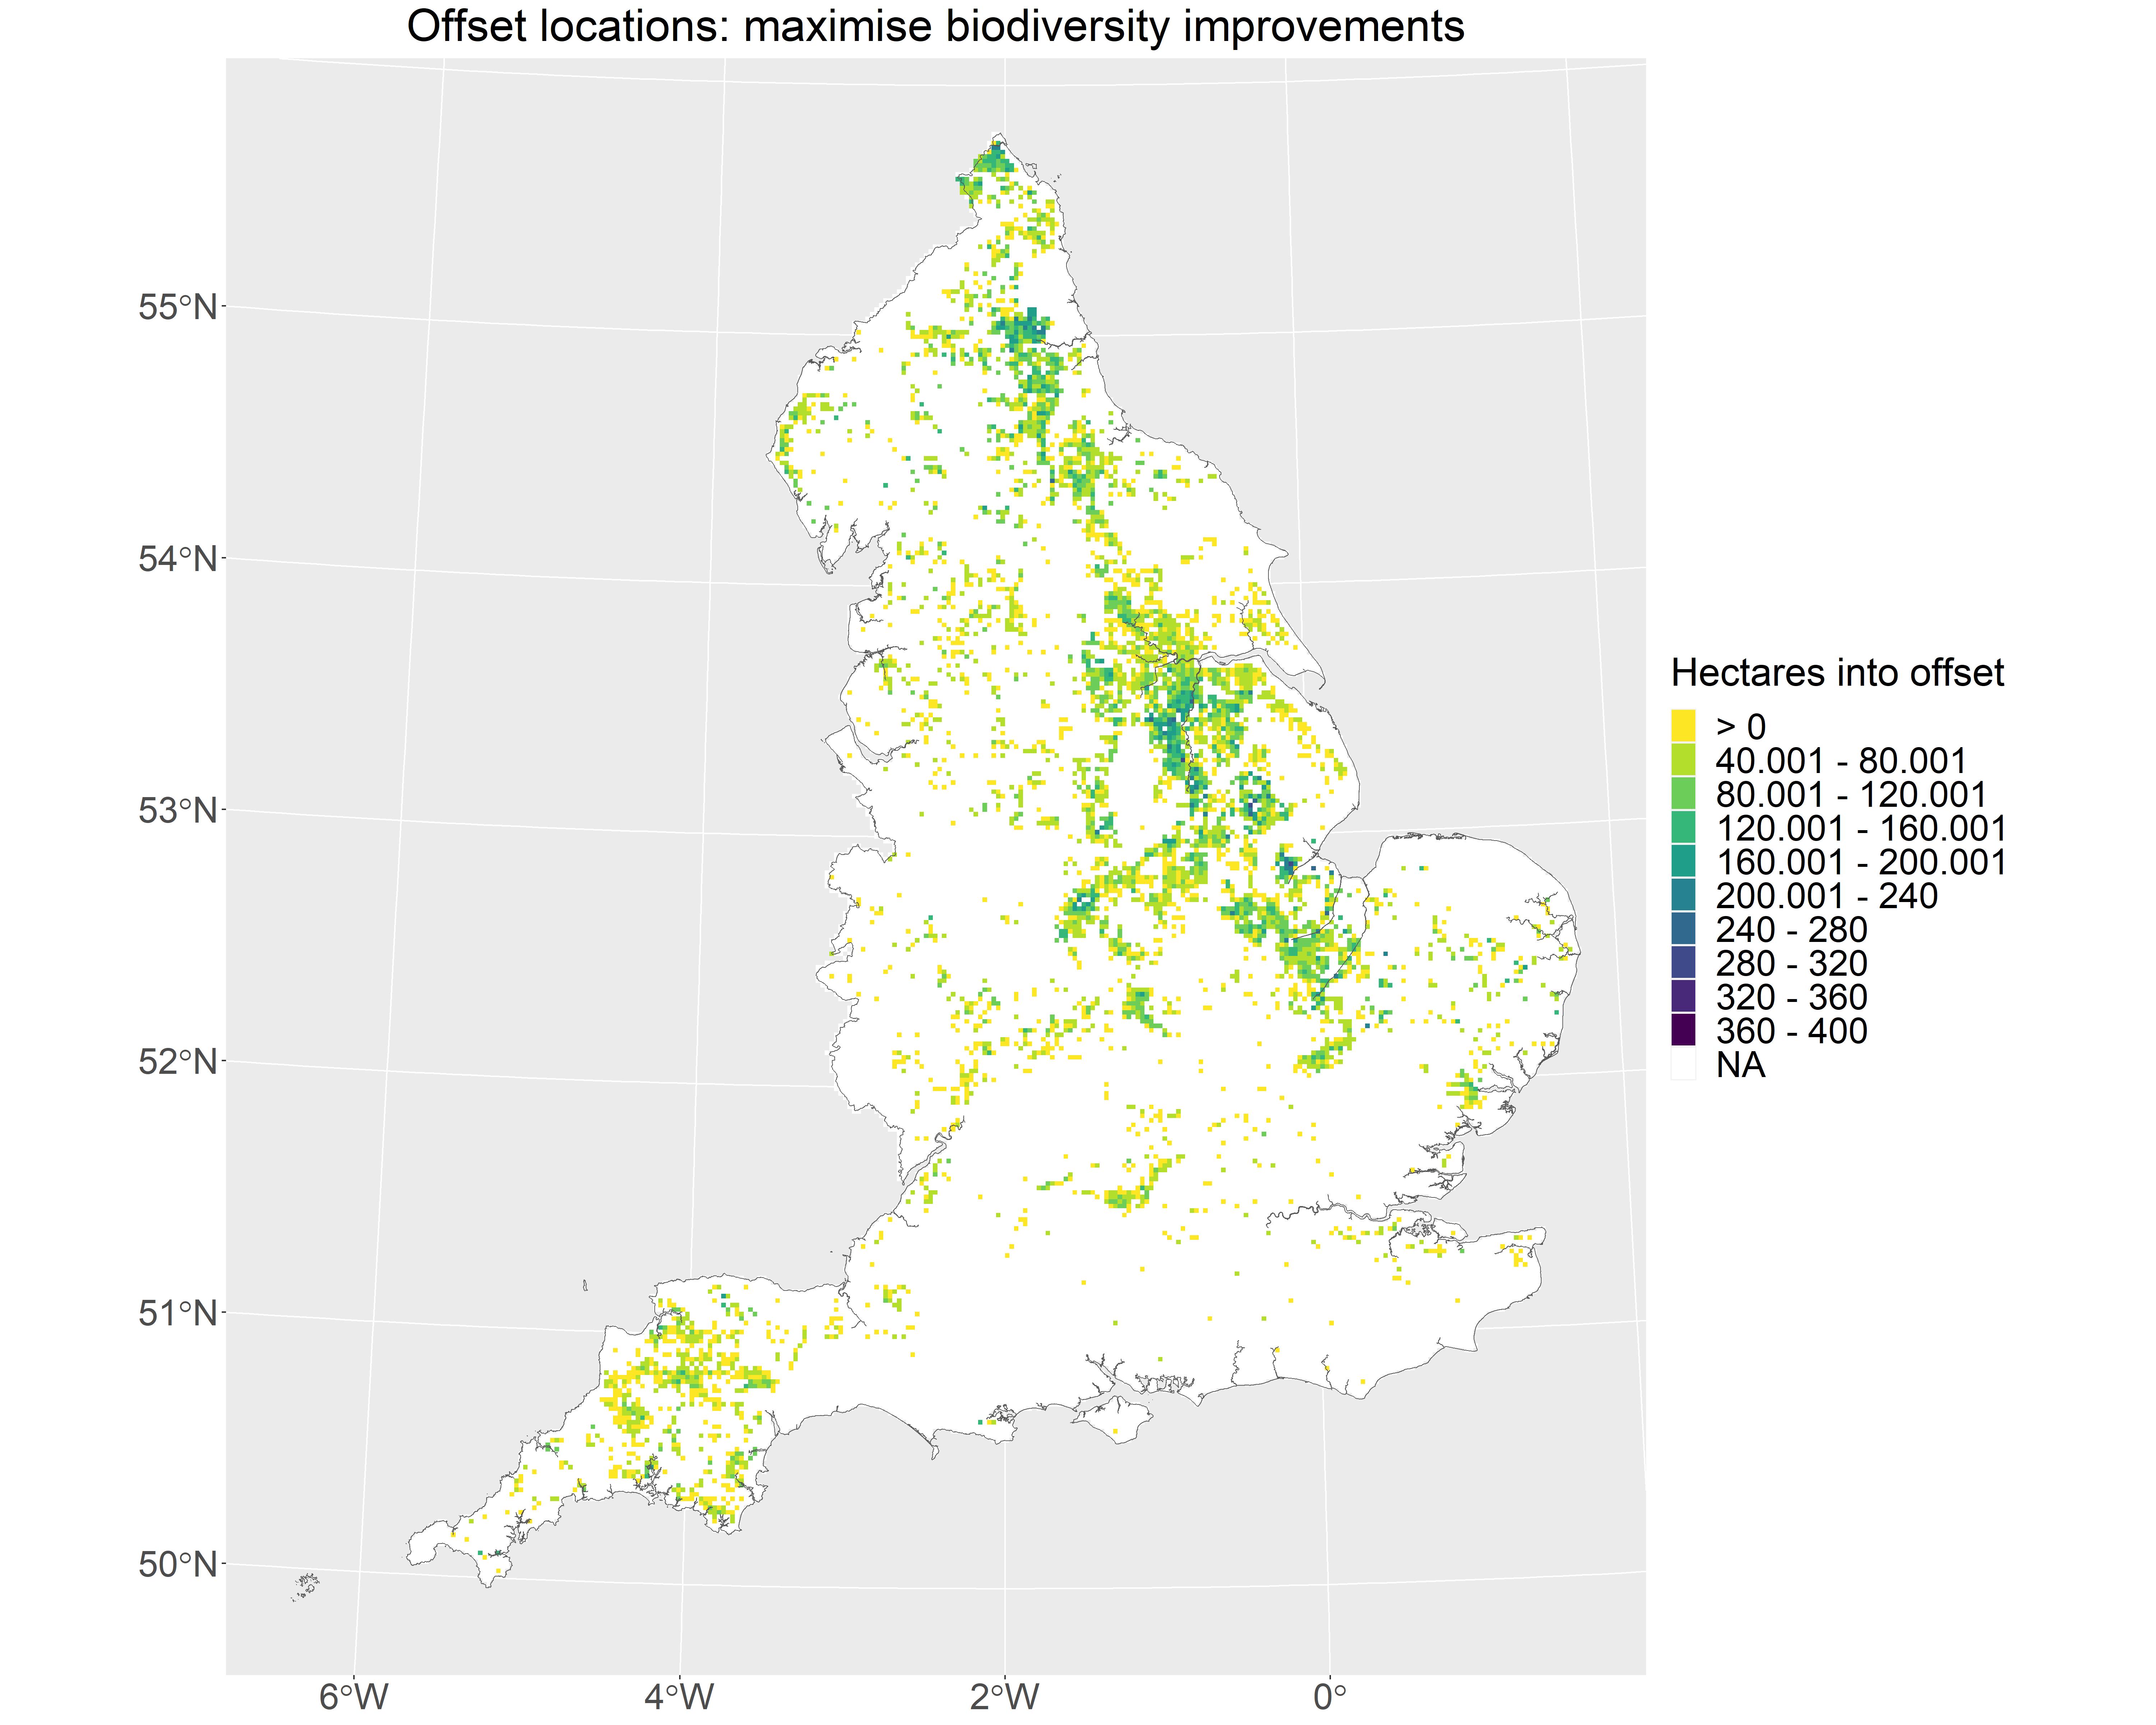 Offset locations: maximise biodiversity improvements
55°N
54°N
53°N
52°N
51°N
50°N
6°W
4°W
2°W
0°
Hectares into offset
> 0
40.001 - 80.001
80.001 - 120.001
120.001 - 160.001
160.001 - 200.001
200.001 - 240
240 - 280
280 - 320
320 - 360
360 - 400
NA